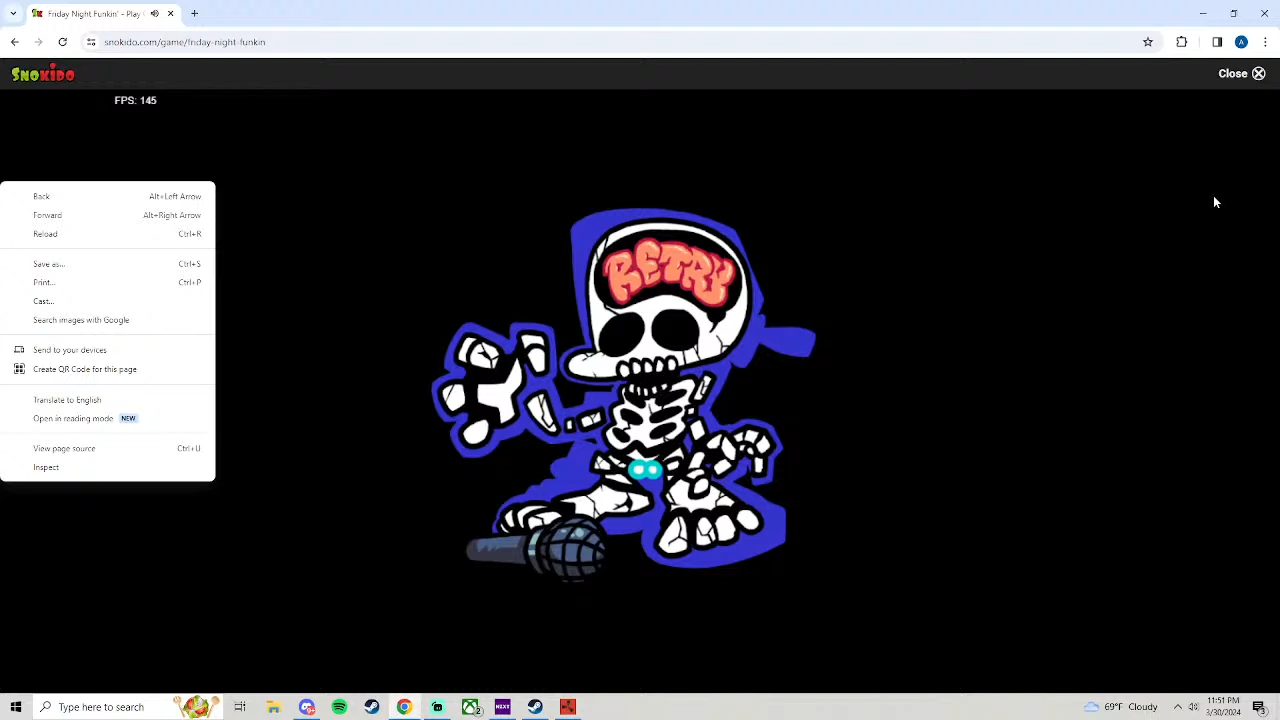 Friday Night Funkin' - Play
snokido.com/game/friday-night-funkin
A
SNOKIDO
Close
FPS: 145
Back Alt+Left Arrow
Forward Alt+Right Arrow
Reload Ctrl+R
Save as... Ctrl+S
Print... Ctrl+P
Cast...
Search images with Google
Send to your devices
Create QR Code for this page
Translate to English
Open in reading mode NEW
View page source Ctrl+U
Inspect
RETRY
Type here to search
NEXT
69°F Cloudy
11:51 PM
3/30/2024